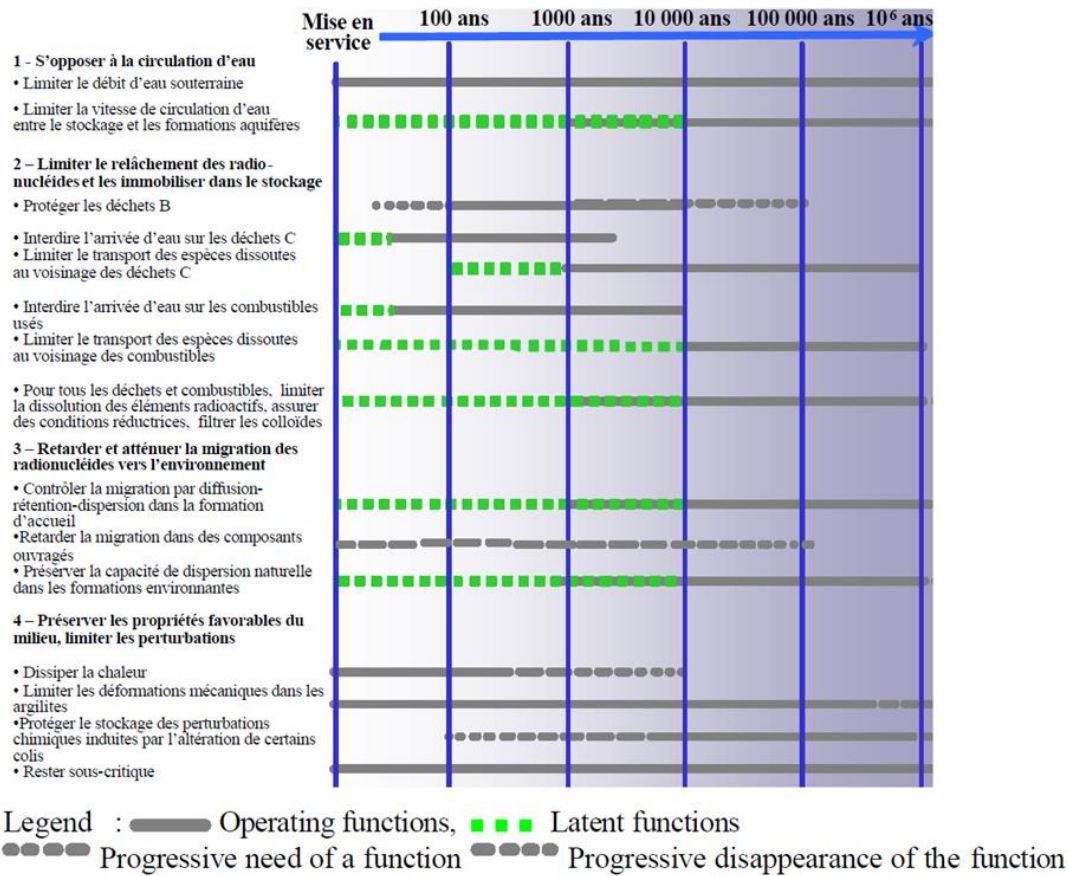 Mise en service
100 ans 1000 ans 10 000 ans 100 000 ans 10⁶ ans
1 - S’opposer à la circulation d’eau
• Limiter le débit d’eau souterraine
• Limiter la vitesse de circulation d’eau
entre le stockage et les formations aquifères
2 – Limiter le relâchement des radio-
nucléides et les immobiliser dans le stockage
• Protéger les déchets B
• Interdire l’arrivée d’eau sur les déchets C
• Limiter le transport des espèces dissoutes
au voisinage des déchets C
• Interdire l’arrivée d’eau sur les combustibles
usés
• Limiter le transport des espèces dissoutes
au voisinage des combustibles
• Pour tous les déchets et combustibles, limiter
la dissolution des éléments radioactifs, assurer
des conditions réductrices, filtrer les colloïdes
3 – Retarder et atténuer la migration des
radionucléides vers l’environnement
• Contrôler la migration par diffusion-
rétention-dispersion dans la formation
d’accueil
•Retarder la migration dans des composants
ouvragés
• Préserver la capacité de dispersion naturelle
dans les formations environnantes
4 – Préserver les propriétés favorables du
milieu, limiter les perturbations
• Dissiper la chaleur
• Limiter les déformations mécaniques dans les
argilites
•Protéger le stockage des perturbations
chimiques induites par l’altération de certains
colis
• Rester sous-critique
Legend : Operating functions, Latent functions
Progressive need of a function Progressive disappearance of the function